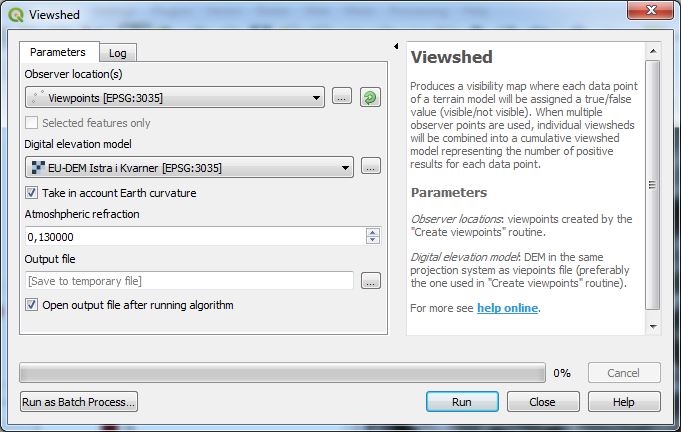 Viewshed
Parameters
Log
Observer location(s)
Viewpoints [EPSG:3035]
...
Selected features only
Digital elevation model
EU-DEM Istra i Kvarner [EPSG:3035]
...
Take in account Earth curvature
Atmoshpheric refraction
0,130000
Output file
[Save to temporary file]
...
Open output file after running algorithm
Viewshed
Produces a visibility map where each data point
of a terrain model will be assigned a true/false
value (visible/not visible). When multiple
observer points are used, individual viewsheds
will be combined into a cumulative viewshed
model representing the number of positive
results for each data point.
Parameters
Observer locations: viewpoints created by the
"Create viewpoints" routine.
Digital elevation model: DEM in the same
projection system as viepoints file (preferably
the one used in "Create viewpoints" routine).
For more see help online.
0%
Cancel
Run as Batch Process...
Run
Close
Help